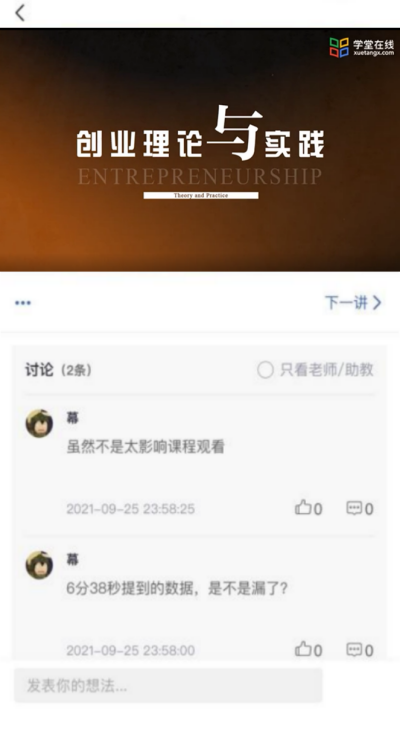 学堂在线
xuetangx.com
创业理论与实践
ENTREPRENEURSHIP
Theory and Practice
下一讲
讨论（2条）
只看老师/助教
幕
虽然不是太影响课程观看
2021-09-25 23:58:25
0
0
幕
6分38秒提到的数据，是不是漏了?
2021-09-25 23:58:00
0
0
发表你的想法...